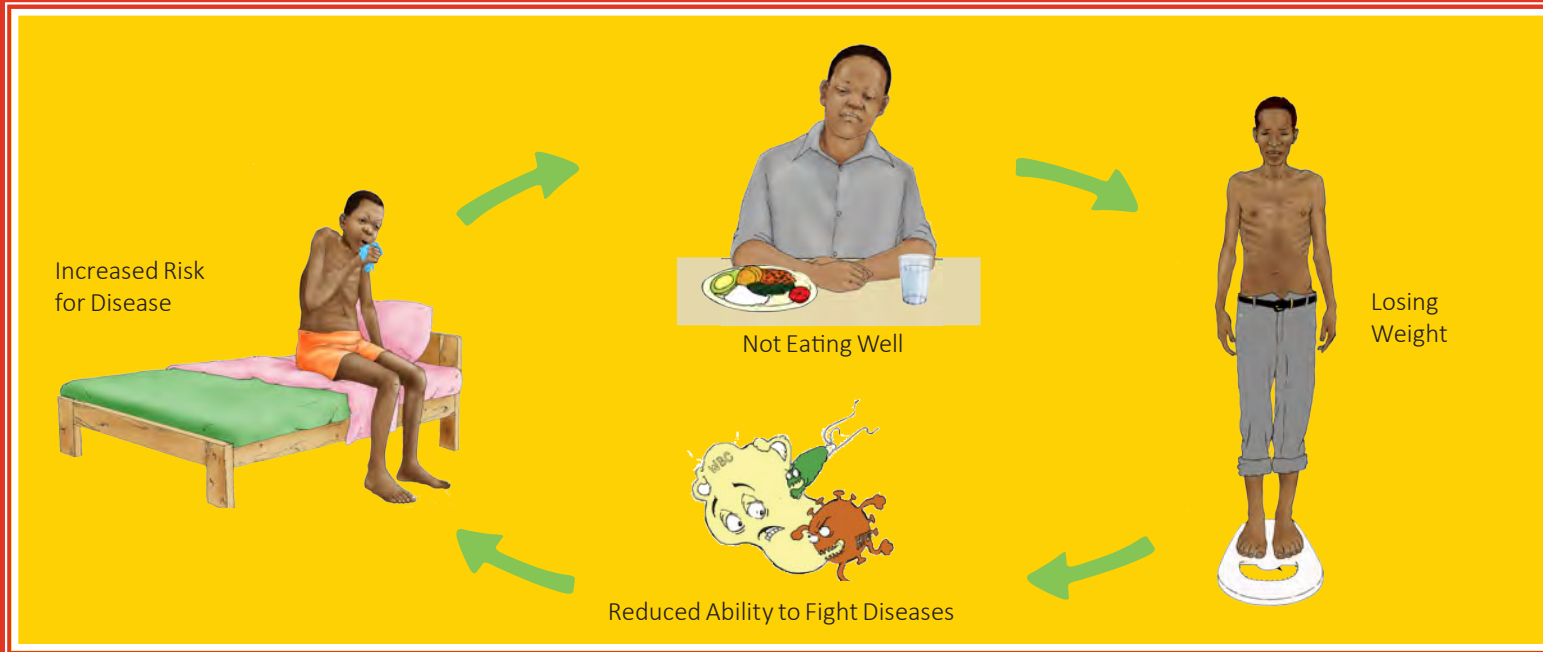 Increased Risk
for Disease
Not Eating Well
Losing
Weight
WBC
Reduced Ability to Fight Diseases